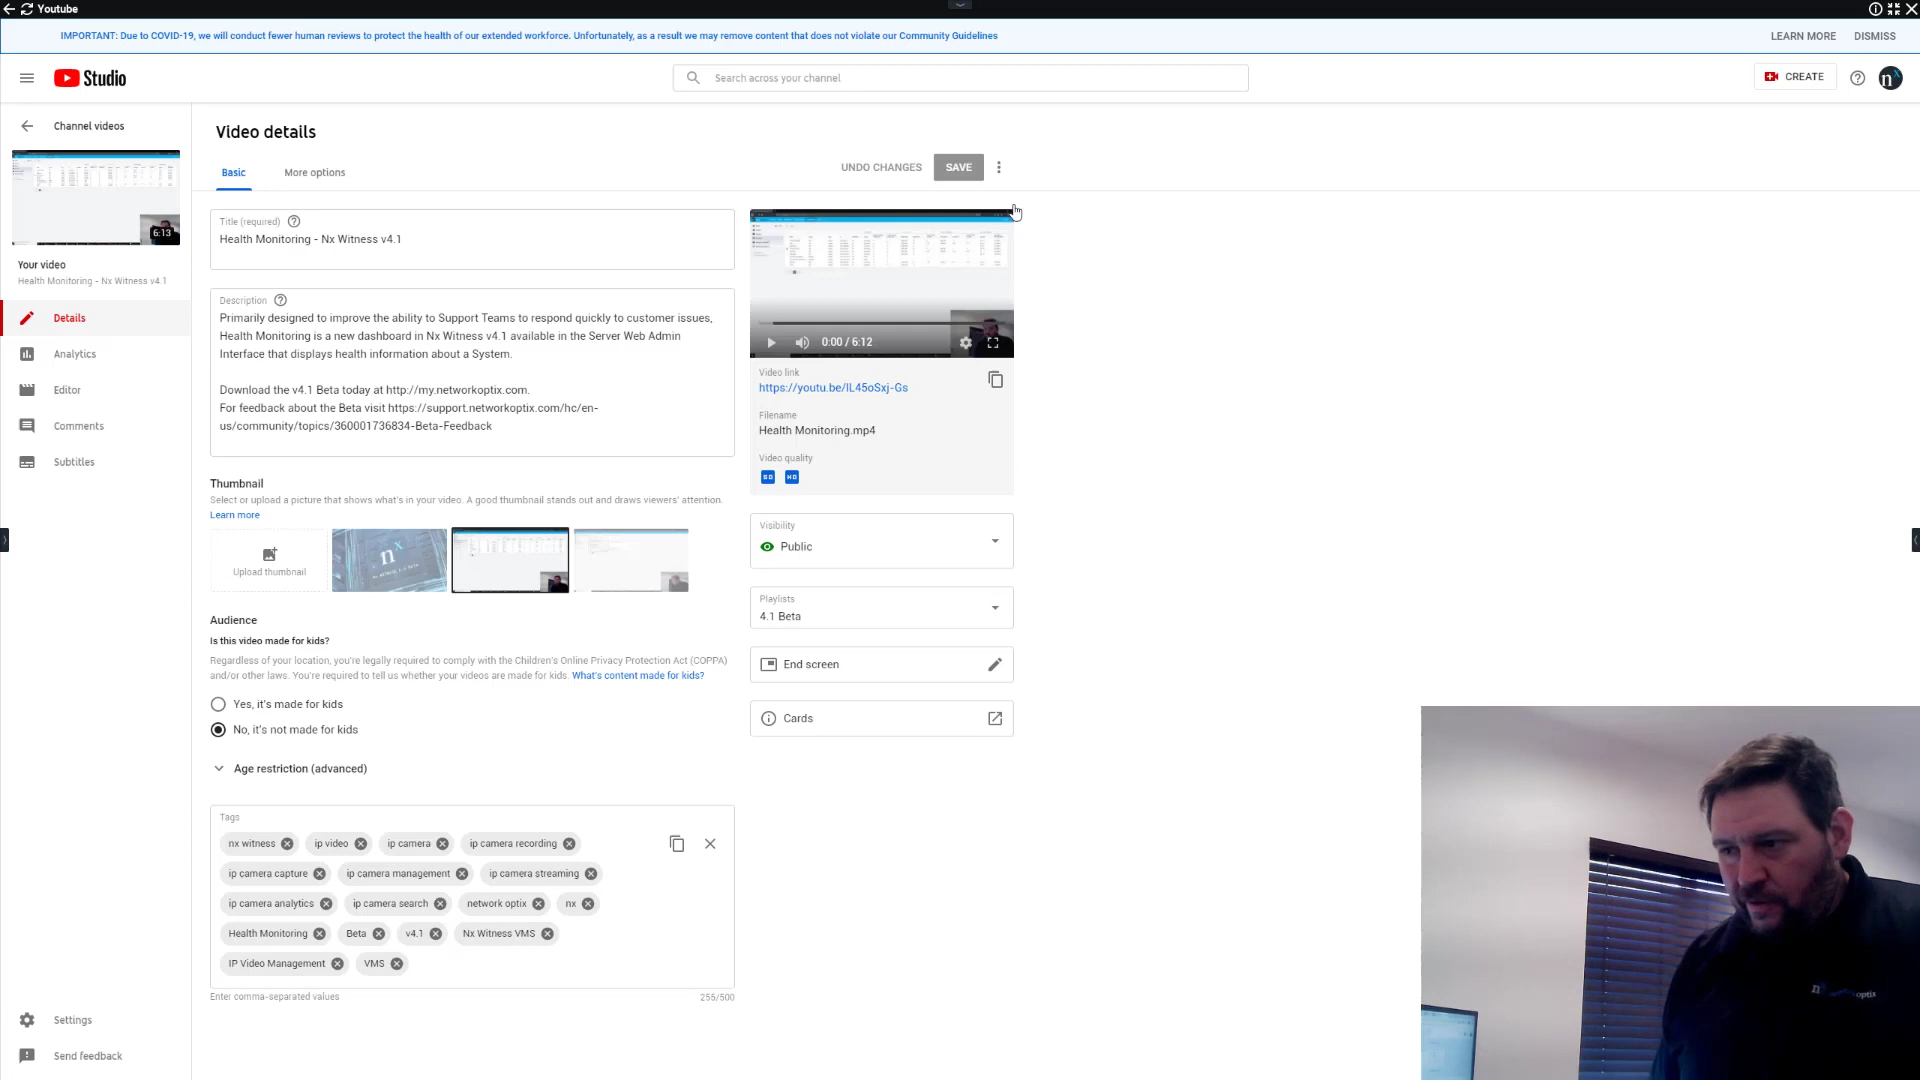 Youtube
IMPORTANT: Due to COVID-19, we will conduct fewer human reviews to protect the health of our extended workforce. Unfortunately, as a result we may remove content that does not violate our Community Guidelines
LEARN MORE
DISMISS
Studio
Search across your channel
CREATE
nx
Channel videos
6:13
Your video
Health Monitoring - Nx Witness v4.1
Details
Analytics
Editor
Comments
Subtitles
Settings
Send feedback
Video details
Basic
More options
UNDO CHANGES
SAVE
Title (required)
Health Monitoring - Nx Witness v4.1
Description
Primarily designed to improve the ability to Support Teams to respond quickly to customer issues,
Health Monitoring is a new dashboard in Nx Witness v4.1 available in the Server Web Admin
Interface that displays health information about a System.
Download the v4.1 Beta today at http://my.networkoptix.com.
For feedback about the Beta visit https://support.networkoptix.com/hc/en-
us/community/topics/360001736834-Beta-Feedback
Thumbnail
Select or upload a picture that shows what's in your video. A good thumbnail stands out and draws viewers' attention.
Learn more
Upload thumbnail
nx
Audience
Is this video made for kids?
Regardless of your location, you're legally required to comply with the Children's Online Privacy Protection Act (COPPA)
and/or other laws. You're required to tell us whether your videos are made for kids. What's content made for kids?
Yes, it's made for kids
No, it's not made for kids
Age restriction (advanced)
Tags
nx witness
ip video
ip camera
ip camera recording
ip camera capture
ip camera management
ip camera streaming
ip camera analytics
ip camera search
network optix
nx
Health Monitoring
Beta
v4.1
Nx Witness VMS
IP Video Management
VMS
Enter comma-separated values
255/500
0:00 / 6:12
Video link
https://youtu.be/IL45oSxj-Gs
Filename
Health Monitoring.mp4
Video quality
SD
HD
Visibility
Public
Playlists
4.1 Beta
End screen
Cards
optix